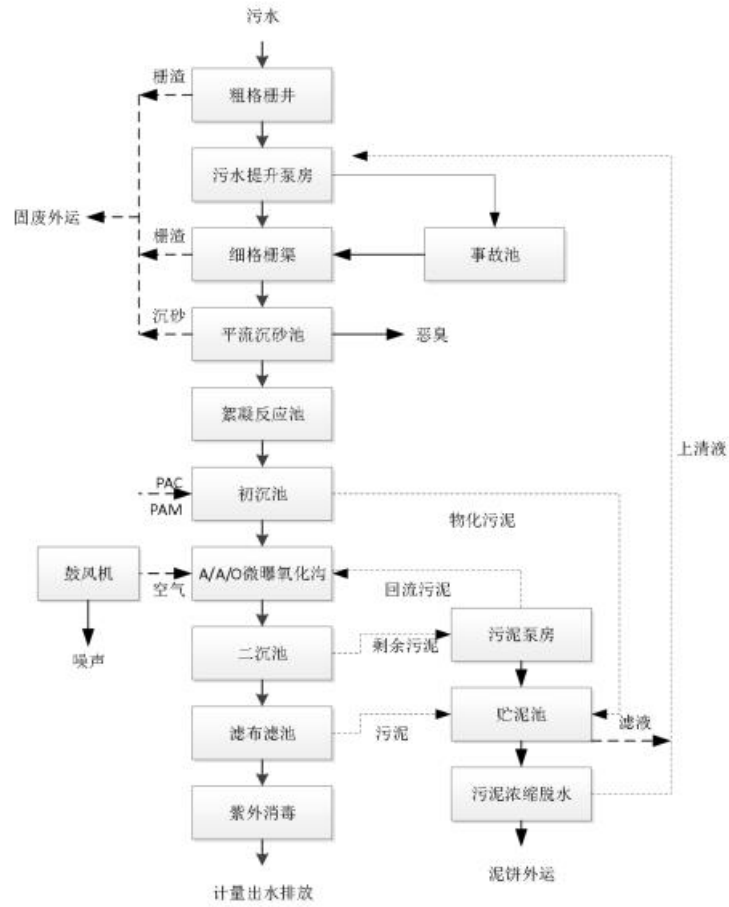 污水
栅渣
粗格栅井
污水提升泵房
固废外运
栅渣
细格栅渠
事故池
沉砂
平流沉砂池
恶臭
絮凝反应池
上清液
PAC
PAM
初沉池
物化污泥
鼓风机
空气
A/A/O微曝氧化沟
回流污泥
噪声
二沉池
剩余污泥
污泥泵房
滤布滤池
污泥
贮泥池
滤液
紫外消毒
污泥浓缩脱水
计量出水排放
泥饼外运